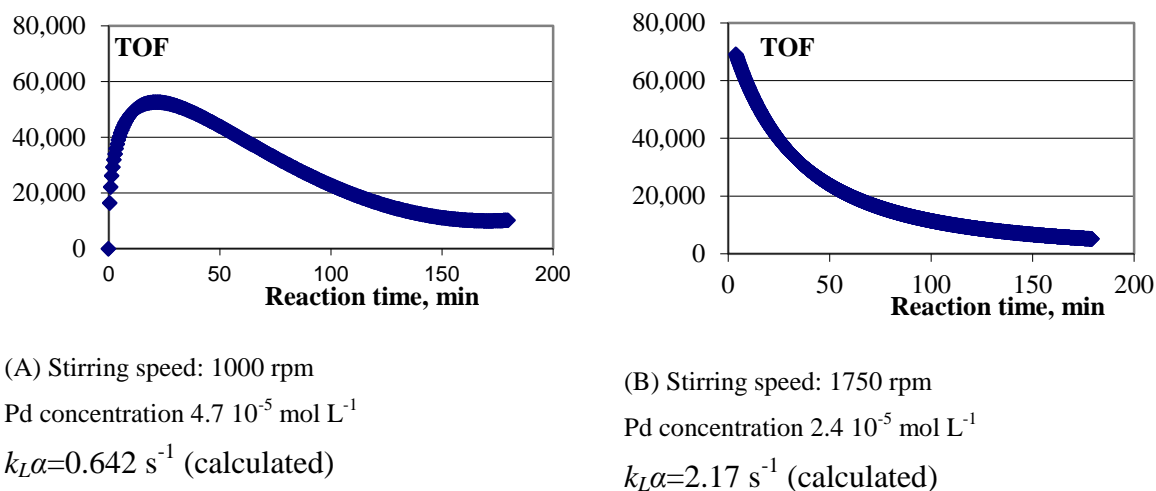 80,000
60,000
40,000
20,000
0
TOF
0 50 100 150 200
Reaction time, min
(A) Stirring speed: 1000 rpm
Pd concentration 4.7 10⁻⁵ mol L⁻¹
k_Lα=0.642 s⁻¹ (calculated)
80,000
60,000
40,000
20,000
0
TOF
0 50 100 150 200
Reaction time, min
(B) Stirring speed: 1750 rpm
Pd concentration 2.4 10⁻⁵ mol L⁻¹
k_Lα=2.17 s⁻¹ (calculated)